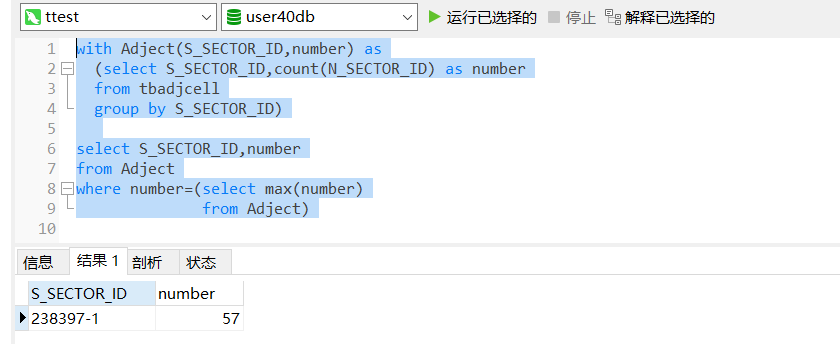 ttest user40db 运行已选择的 停止 解释已选择的
1 with Adject(S_SECTOR_ID,number) as
2 (select S_SECTOR_ID,count(N_SECTOR_ID) as number
3 from tbadjcell
4 group by S_SECTOR_ID)
5
6 select S_SECTOR_ID,number
7 from Adject
8 where number=(select max(number)
9 from Adject)
10
信息 结果 1 剖析 状态
S_SECTOR_ID number
238397-1 57